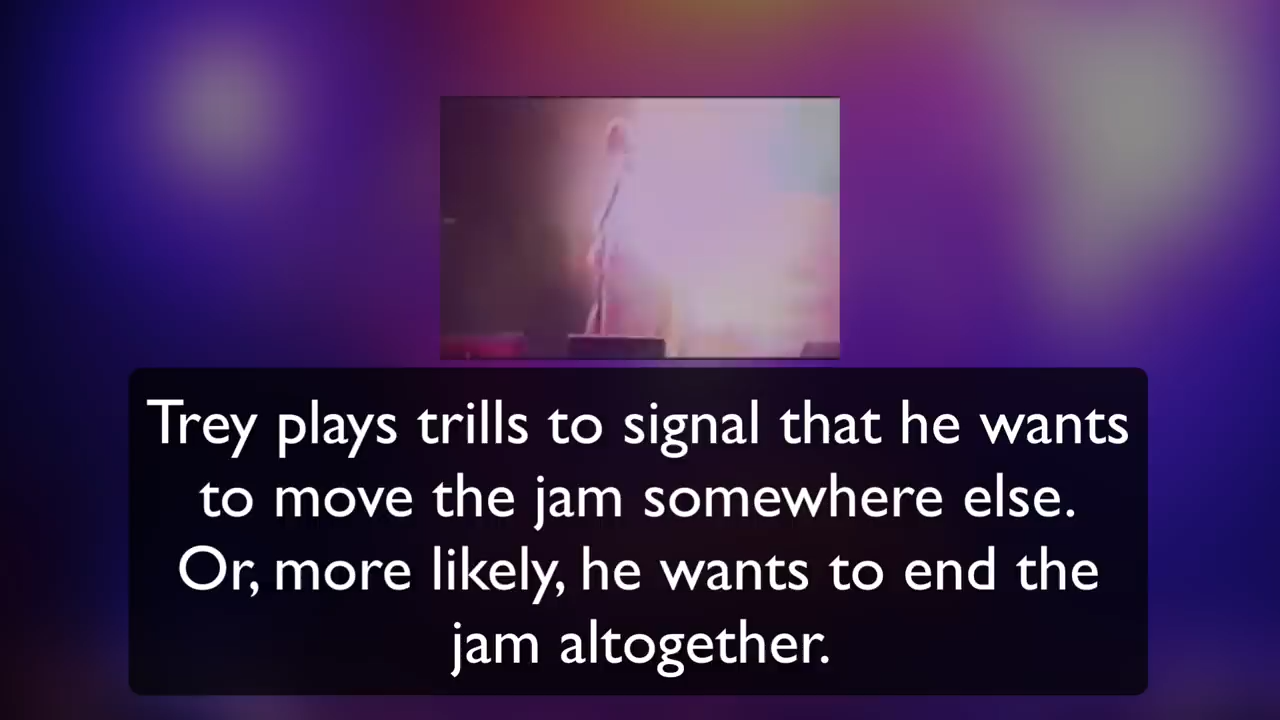 Trey plays trills to signal that he wants
to move the jam somewhere else.
Or, more likely, he wants to end the
jam altogether.